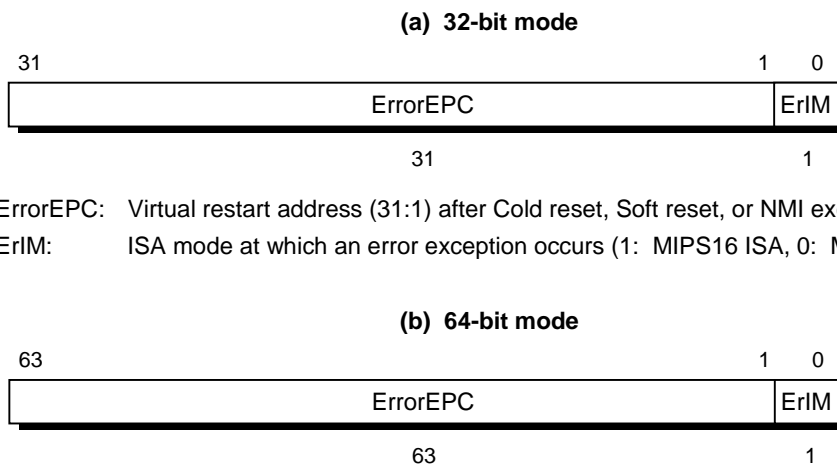 (a) 32-bit mode
31 1 0
ErrorEPC ErIM
31 1
ErrorEPC: Virtual restart address (31:1) after Cold reset, Soft reset, or NMI
ErIM: ISA mode at which an error exception occurs (1: MIPS16 ISA, 0:
(b) 64-bit mode
63 1 0
ErrorEPC ErIM
63 1